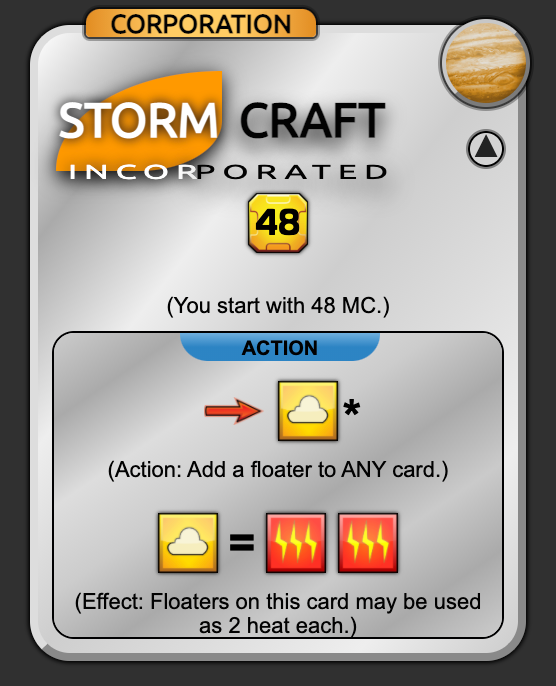 CORPORATION
STORM CRAFT
INCORPORATED
48
(You start with 48 MC.)
ACTION
*
(Action: Add a floater to ANY card.)
=
(Effect: Floaters on this card may be used
as 2 heat each.)